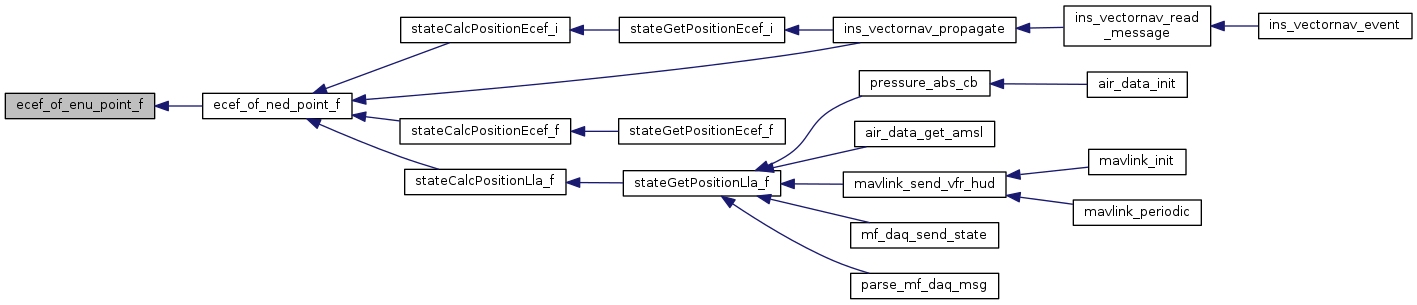 ecef_of_enu_point_f
ecef_of_ned_point_f
stateCalcPositionEcef_i
stateGetPositionEcef_i
ins_vectornav_propagate
ins_vectornav_read
_message
ins_vectornav_event
stateCalcPositionEcef_f
stateGetPositionEcef_f
stateCalcPositionLla_f
stateGetPositionLla_f
pressure_abs_cb
air_data_init
air_data_get_amsl
mavlink_send_vfr_hud
mavlink_init
mavlink_periodic
mf_daq_send_state
parse_mf_daq_msg